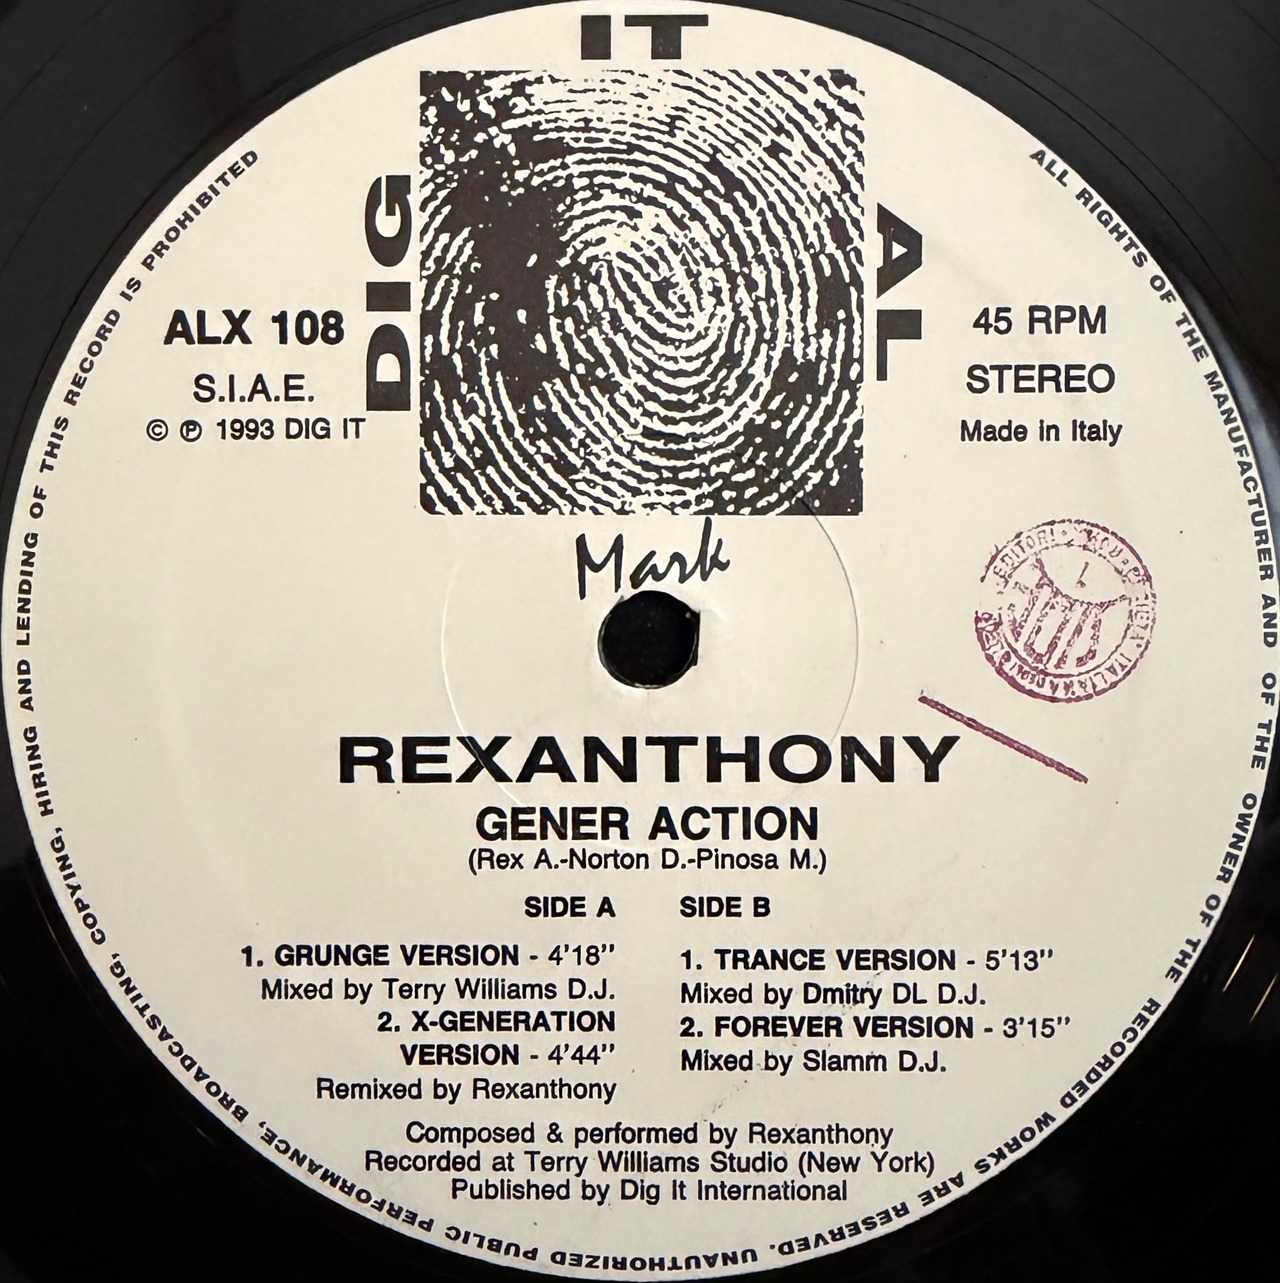 IT
DIG
AL
ALX 108
S.I.A.E.
© ℗ 1993 DIG IT
45 RPM
STEREO
Made in Italy
Mark
EDITORI
ITALIA
REXANTHONY
GENER ACTION
(Rex A.-Norton D.-Pinosa M.)
SIDE A
1. GRUNGE VERSION - 4'18"
Mixed by Terry Williams D.J.
2. X-GENERATION
VERSION - 4'44"
Remixed by Rexanthony
SIDE B
1. TRANCE VERSION - 5'13"
Mixed by Dmitry DL D.J.
2. FOREVER VERSION - 3'15"
Mixed by Slamm D.J.
Composed & performed by Rexanthony
Recorded at Terry Williams Studio (New York)
Published by Dig It International
ALL RIGHTS OF THE MANUFACTURER AND OF THE OWNER OF THE RECORDED WORKS ARE RESERVED. UNAUTHORIZED PUBLIC PERFORMANCE, BROADCASTING, COPYING, HIRING AND LENDING OF THIS RECORD IS PROHIBITED